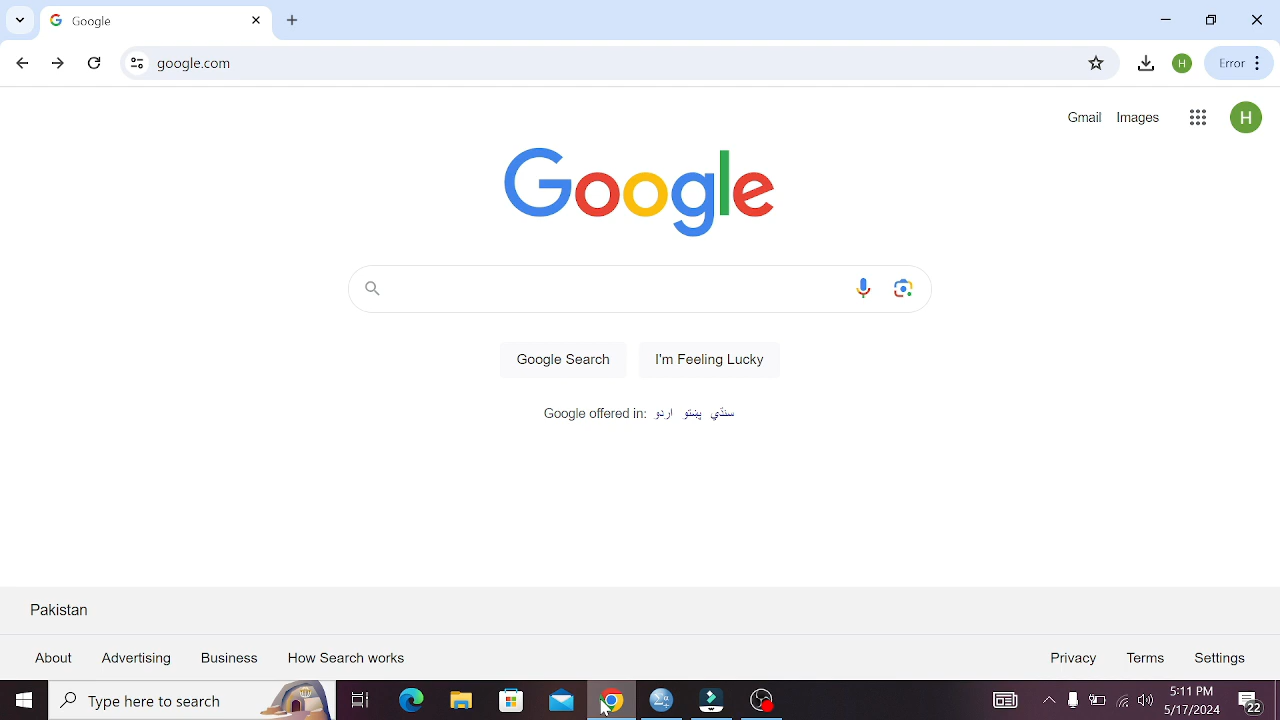 Google
google.com
H
Error
Gmail
Images
H
Google
Google Search
I'm Feeling Lucky
Google offered in: اردو پښتو سنڌي
Pakistan
About
Advertising
Business
How Search works
Privacy
Terms
Settings
Type here to search
5:11 PM
5/17/2024
22